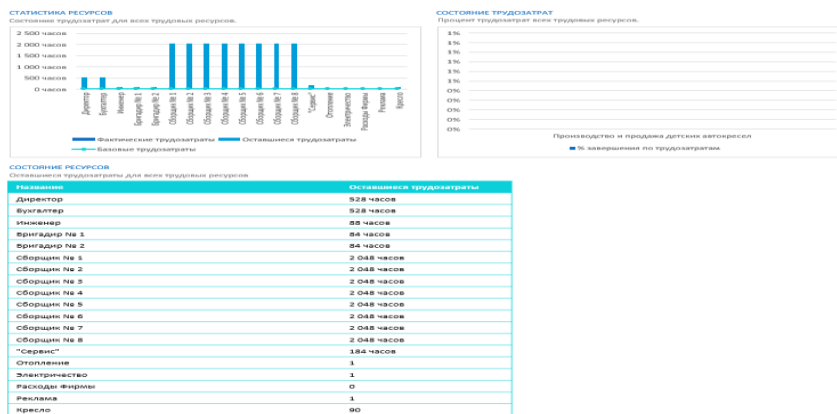 СТАТИСТИКА РЕСУРСОВ
Состояние трудозатрат для всех трудовых ресурсов.
2 500 часов
2 000 часов
1 500 часов
1 000 часов
500 часов
0 часов
Директор
Бухгалтер
Инженер
Бригадир № 1
Бригадир № 2
Сборщик № 1
Сборщик № 2
Сборщик № 3
Сборщик № 4
Сборщик № 5
Сборщик № 6
Сборщик № 7
Сборщик № 8
"Сервис"
Отопление
Электричество
Расходы Фирмы
Реклама
Кресло
Фактические трудозатраты Оставшиеся трудозатраты
Базовые трудозатраты
СОСТОЯНИЕ ТРУДОЗАТРАТ
Процент трудозатрат всех трудовых ресурсов.
1%
1%
1%
1%
1%
1%
0%
0%
0%
0%
0%
Производство и продажа детских автокресел
% завершения по трудозатратам
СОСТОЯНИЕ РЕСУРСОВ
Оставшиеся трудозатраты для всех трудовых ресурсов
Название Оставшиеся трудозатраты
Директор 528 часов
Бухгалтер 528 часов
Инженер 88 часов
Бригадир № 1 84 часов
Бригадир № 2 84 часов
Сборщик № 1 2 048 часов
Сборщик № 2 2 048 часов
Сборщик № 3 2 048 часов
Сборщик № 4 2 048 часов
Сборщик № 5 2 048 часов
Сборщик № 6 2 048 часов
Сборщик № 7 2 048 часов
Сборщик № 8 2 048 часов
"Сервис" 184 часов
Отопление 1
Электричество 1
Расходы Фирмы 0
Реклама 1
Кресло 90